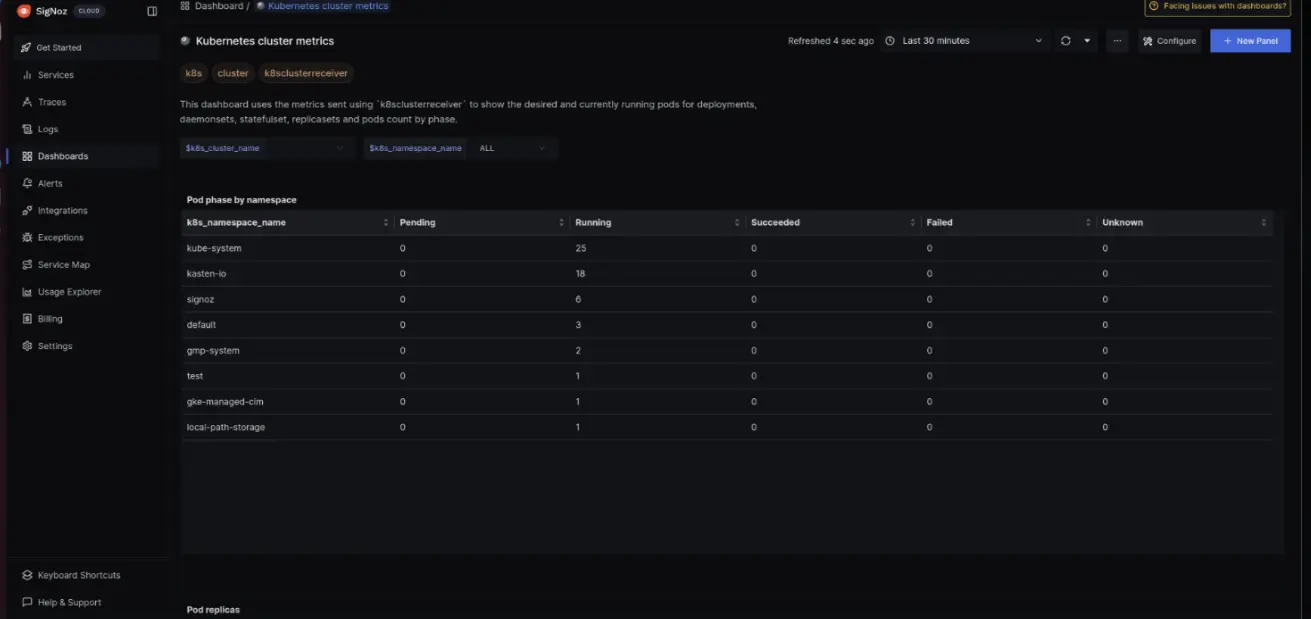 SigNoz CLOUD
Get Started
Services
Traces
Logs
Dashboards
Alerts
Integrations
Exceptions
Service Map
Usage Explorer
Billing
Settings
Keyboard Shortcuts
Help & Support
Dashboard / Kubernetes cluster metrics
Facing issues with dashboards?
Kubernetes cluster metrics
Refreshed 4 sec ago Last 30 minutes ... Configure + New Panel
k8s cluster k8sclusterreceiver
This dashboard uses the metrics sent using `k8sclusterreceiver` to show the desired and currently running pods for deployments,
daemonsets, statefulset, replicasets and pods count by phase.
$k8s_cluster_name $k8s_namespace_name ALL
Pod phase by namespace
k8s_namespace_name Pending Running Succeeded Failed Unknown
kube-system 0 25 0 0 0
kasten-io 0 18 0 0 0
signoz 0 6 0 0 0
default 0 3 0 0 0
gmp-system 0 2 0 0 0
test 0 1 0 0 0
gke-managed-cim 0 1 0 0 0
local-path-storage 0 1 0 0 0
Pod replicas